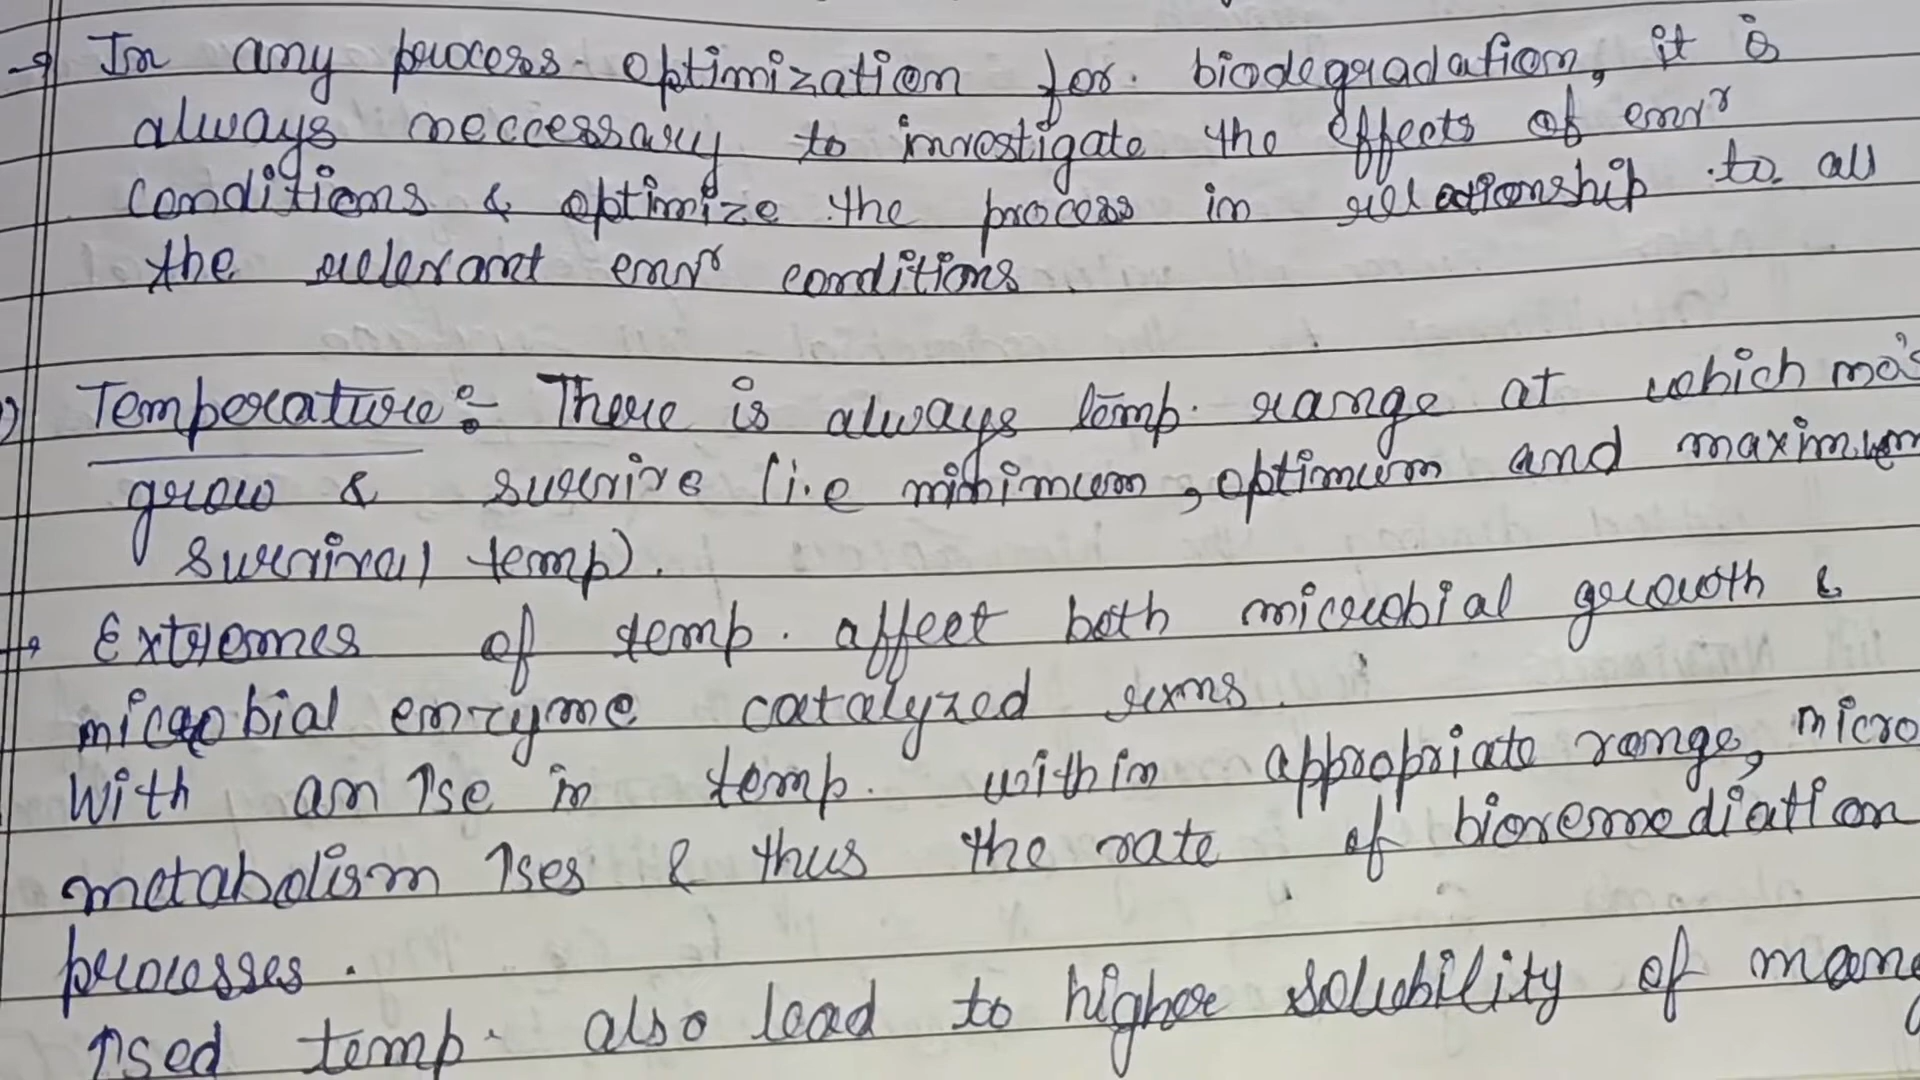 → In any process optimization for biodegradation, it is
always neccessary to investigate the effects of envr
conditions & optimize the process in relationship to all
the relevant envr conditions
Temperature :- There is always temp. range at which mo's
grow & survive (i.e minimum, optimum and maximum
survival temp).
→ Extremes of temp. affect both microbial growth &
microbial enzyme catalyzed rxns.
With an ↑se in temp. within appropriate range, micro
metabolism ↑ses & thus the rate of bioremediation
processes.
↑sed temp. also lead to higher solubility of many